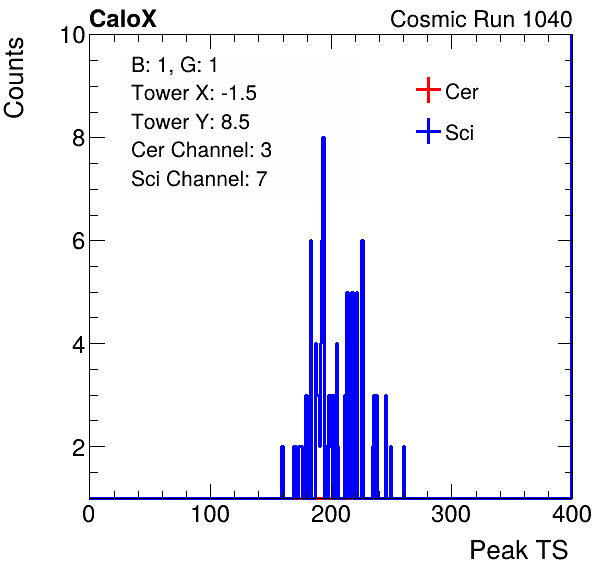 CaloX Cosmic Run 1040
Counts
10
8
6
4
2
B: 1, G: 1
Tower X: -1.5
Tower Y: 8.5
Cer Channel: 3
Sci Channel: 7
Cer
Sci
0 100 200 300 400
Peak TS